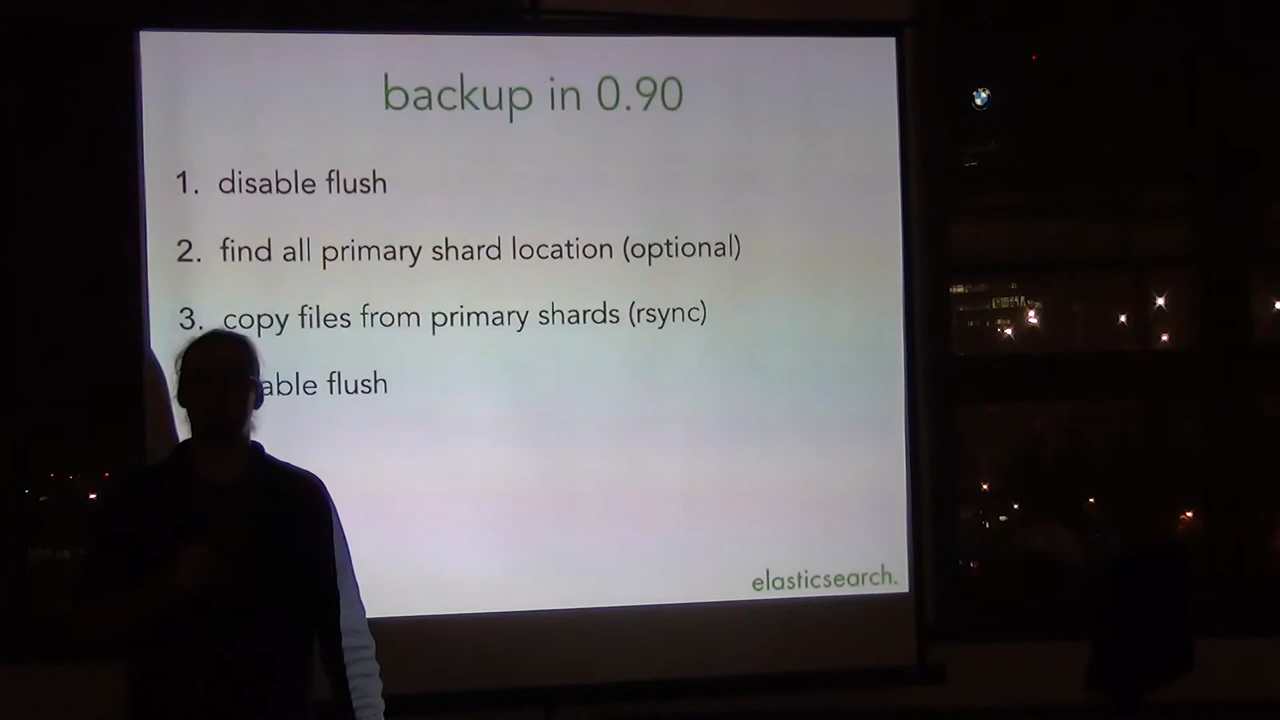 backup in 0.90
1. disable flush
2. find all primary shard location (optional)
3. copy files from primary shards (rsync)
able flush
elasticsearch.